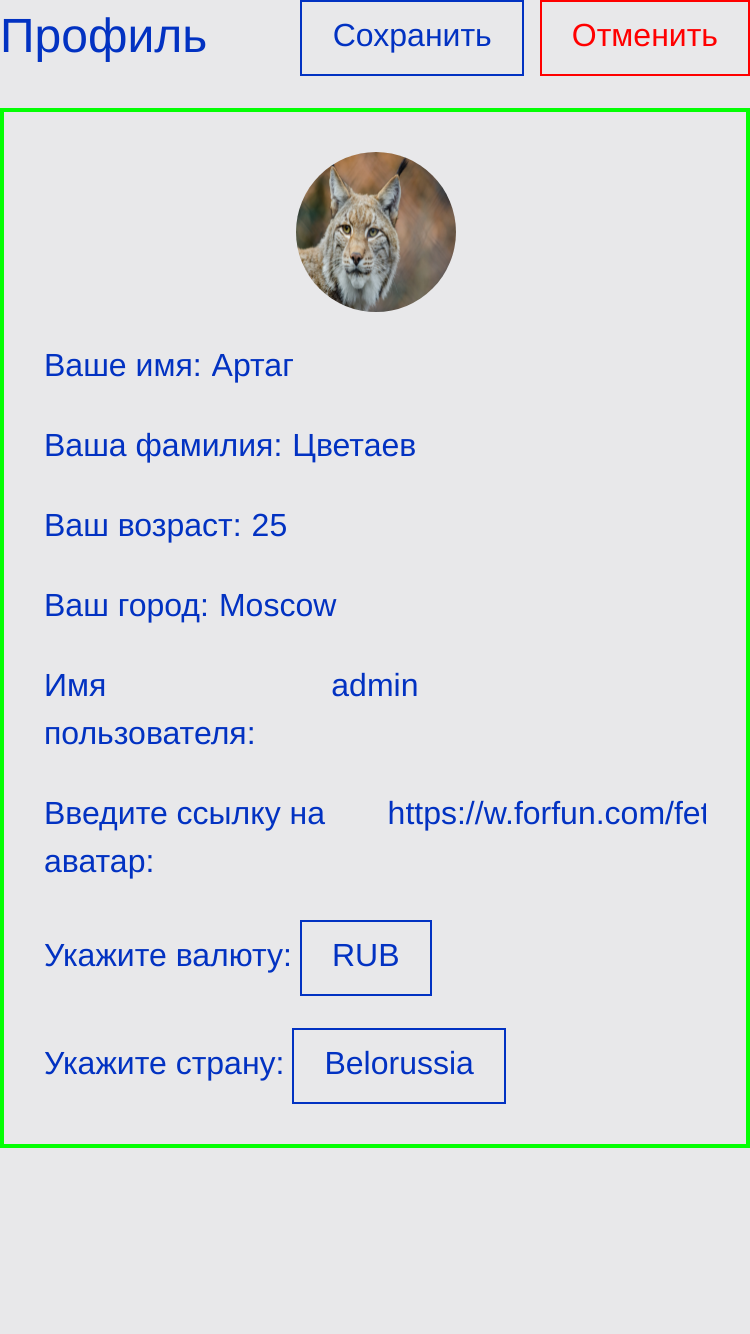 Профиль
Сохранить
Отменить
Ваше имя: Артаг
Ваша фамилия: Цветаев
Ваш возраст: 25
Ваш город: Moscow
Имя пользователя: admin
Введите ссылку на аватар: https://w.forfun.com/fet
Укажите валюту: RUB
Укажите страну: Belorussia